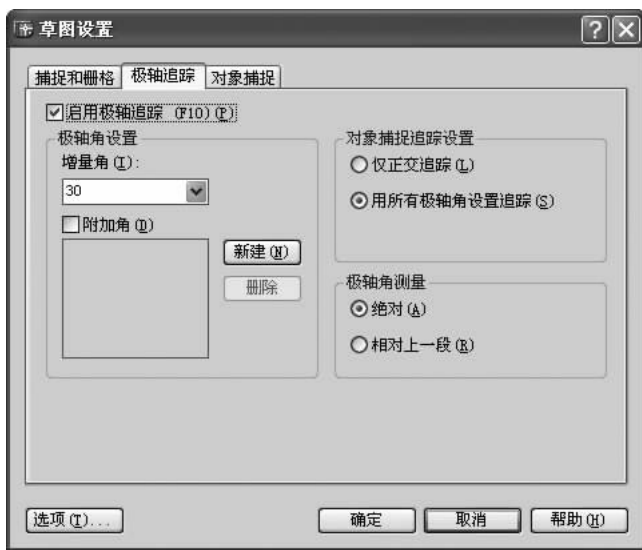 草图设置
捕捉和栅格 极轴追踪 对象捕捉
启用极轴追踪 (F10)(P)
极轴角设置
增量角(I):
30
附加角(D)
新建(N)
删除
对象捕捉追踪设置
仅正交追踪(L)
用所有极轴角设置追踪(S)
极轴角测量
绝对(A)
相对上一段(R)
选项(T)... 确定 取消 帮助(H)